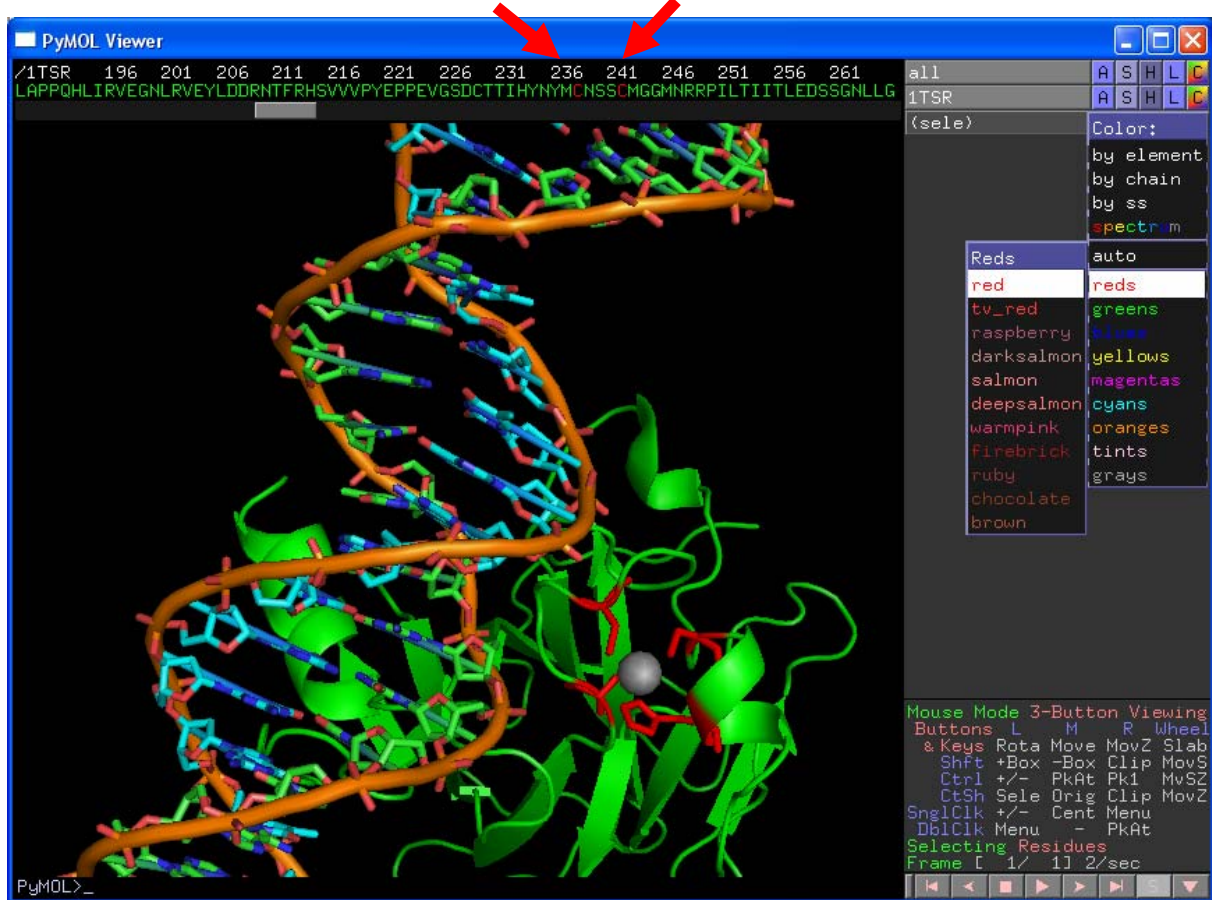 PyMOL Viewer
/1TSR 196 201 206 211 216 221 226 231 236 241 246 251 256 261
LAPPQHLIRVEGNLRVEYLDDRNTFRHSVVVPYEPPEVGSDCTTIHYNYMCNSSCMGGMNRRPILTIITLEDSSGNLLG
all A S H L C
1TSR A S H L C
(sele)
Color:
by element
by chain
by ss
spectrum
auto
Reds
red
tv_red
raspberry
darksalmon
salmon
deepsalmon
warmpink
firebrick
ruby
chocolate
brown
reds
greens
blues
yellows
magentas
cyans
oranges
tints
grays
Mouse Mode 3-Button Viewing
Buttons L M R Wheel
& Keys Rota Move MovZ Slab
ShFt +Box -Box Clip MovS
Ctrl +/- PkAt Pk1 MvSZ
CtSh Sele Orig Clip MovZ
SnglClk +/- Cent Menu
DblClk Menu - PkAt
Selecting Residues
Frame [ 1/ 1] 2/sec
PyMOL>_
S